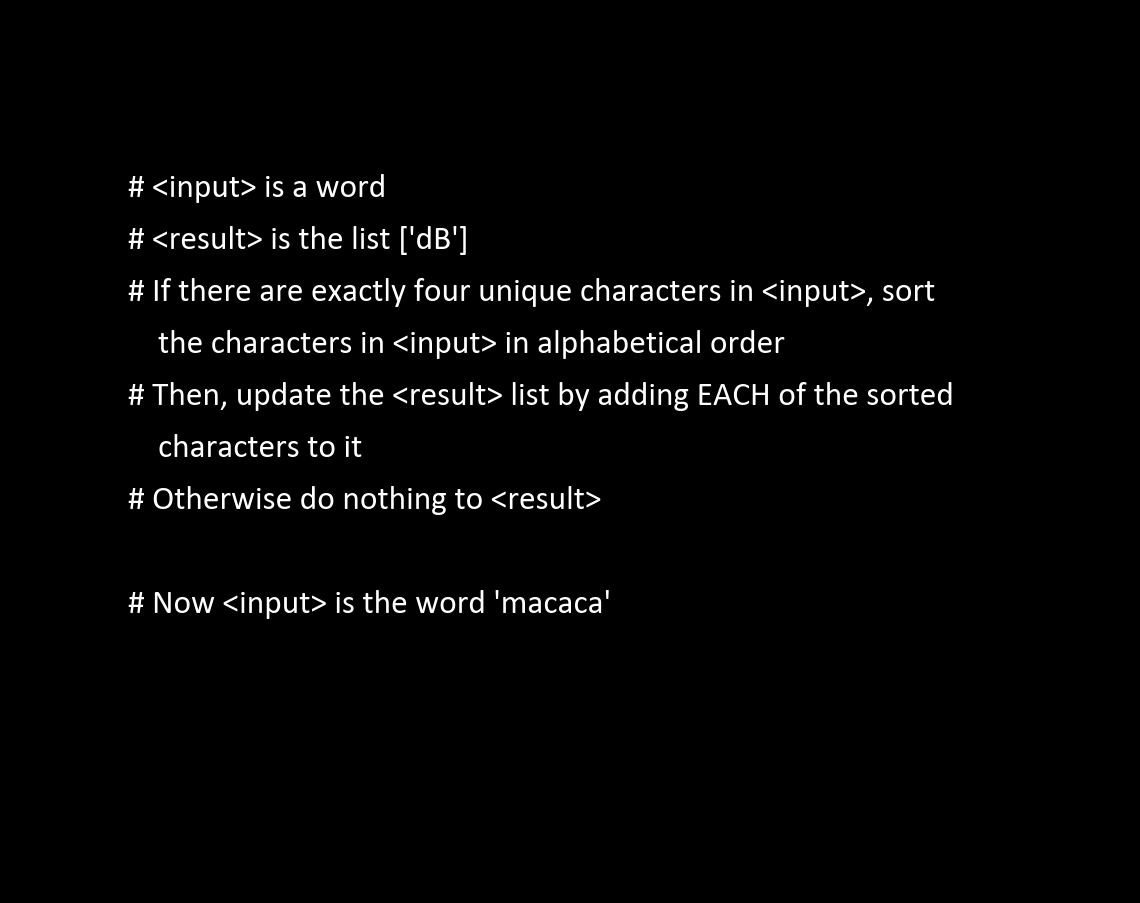 # <input> is a word
# <result> is the list ['dB']
# If there are exactly four unique characters in <input>, sort
the characters in <input> in alphabetical order
# Then, update the <result> list by adding EACH of the sorted
characters to it
# Otherwise do nothing to <result>
# Now <input> is the word 'macaca'